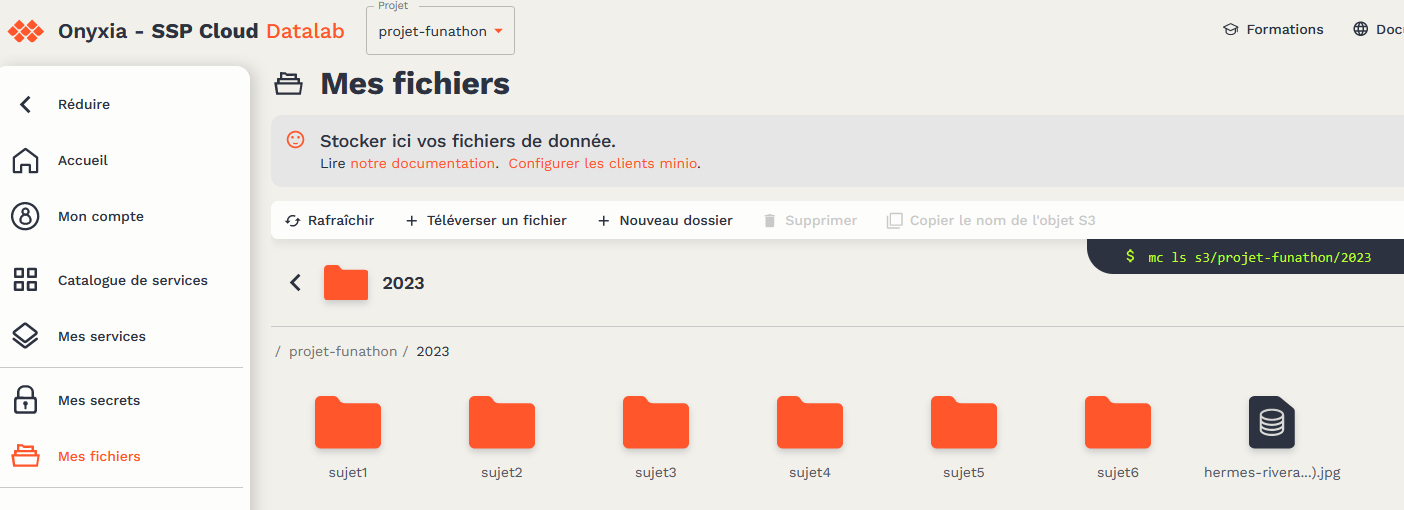 Onyxia - SSP Cloud Datalab
Projet
projet-funathon
Formations
Docu
Réduire
Accueil
Mon compte
Catalogue de services
Mes services
Mes secrets
Mes fichiers
Mes fichiers
Stocker ici vos fichiers de donnée.
Lire notre documentation. Configurer les clients minio.
Rafraîchir
Téléverser un fichier
Nouveau dossier
Supprimer
Copier le nom de l'objet S3
$ mc ls s3/projet-funathon/2023
2023
/ projet-funathon / 2023
sujet1
sujet2
sujet3
sujet4
sujet5
sujet6
hermes-rivera...).jpg